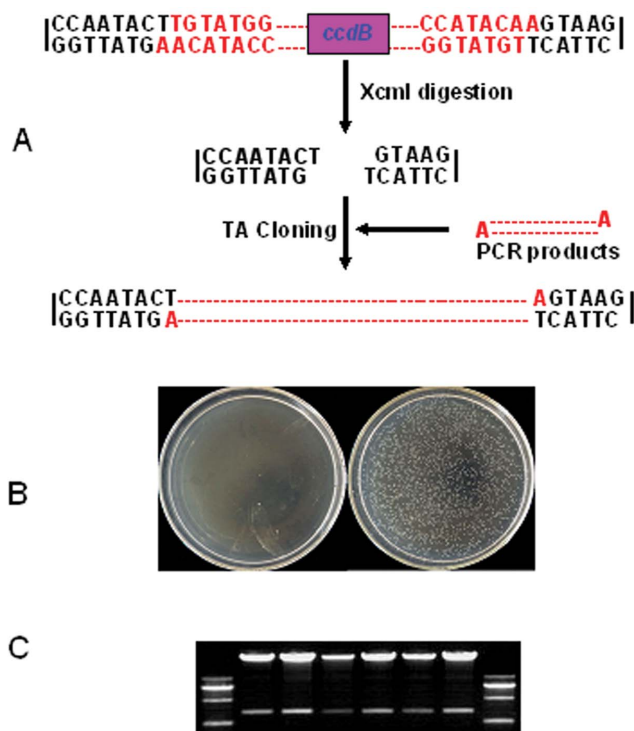 CCAATACTTGTATGG ccdB CCATACAAGTAAG
GGTTATGAACATACC GGTATGTTCATTC
XcmI digestion
A
CCAATACT GTAAG
GGTTATG TCATTC
TA Cloning
A A
PCR products
CCAATACT AGTAAG
GGTTATGA TCATTC
B
C